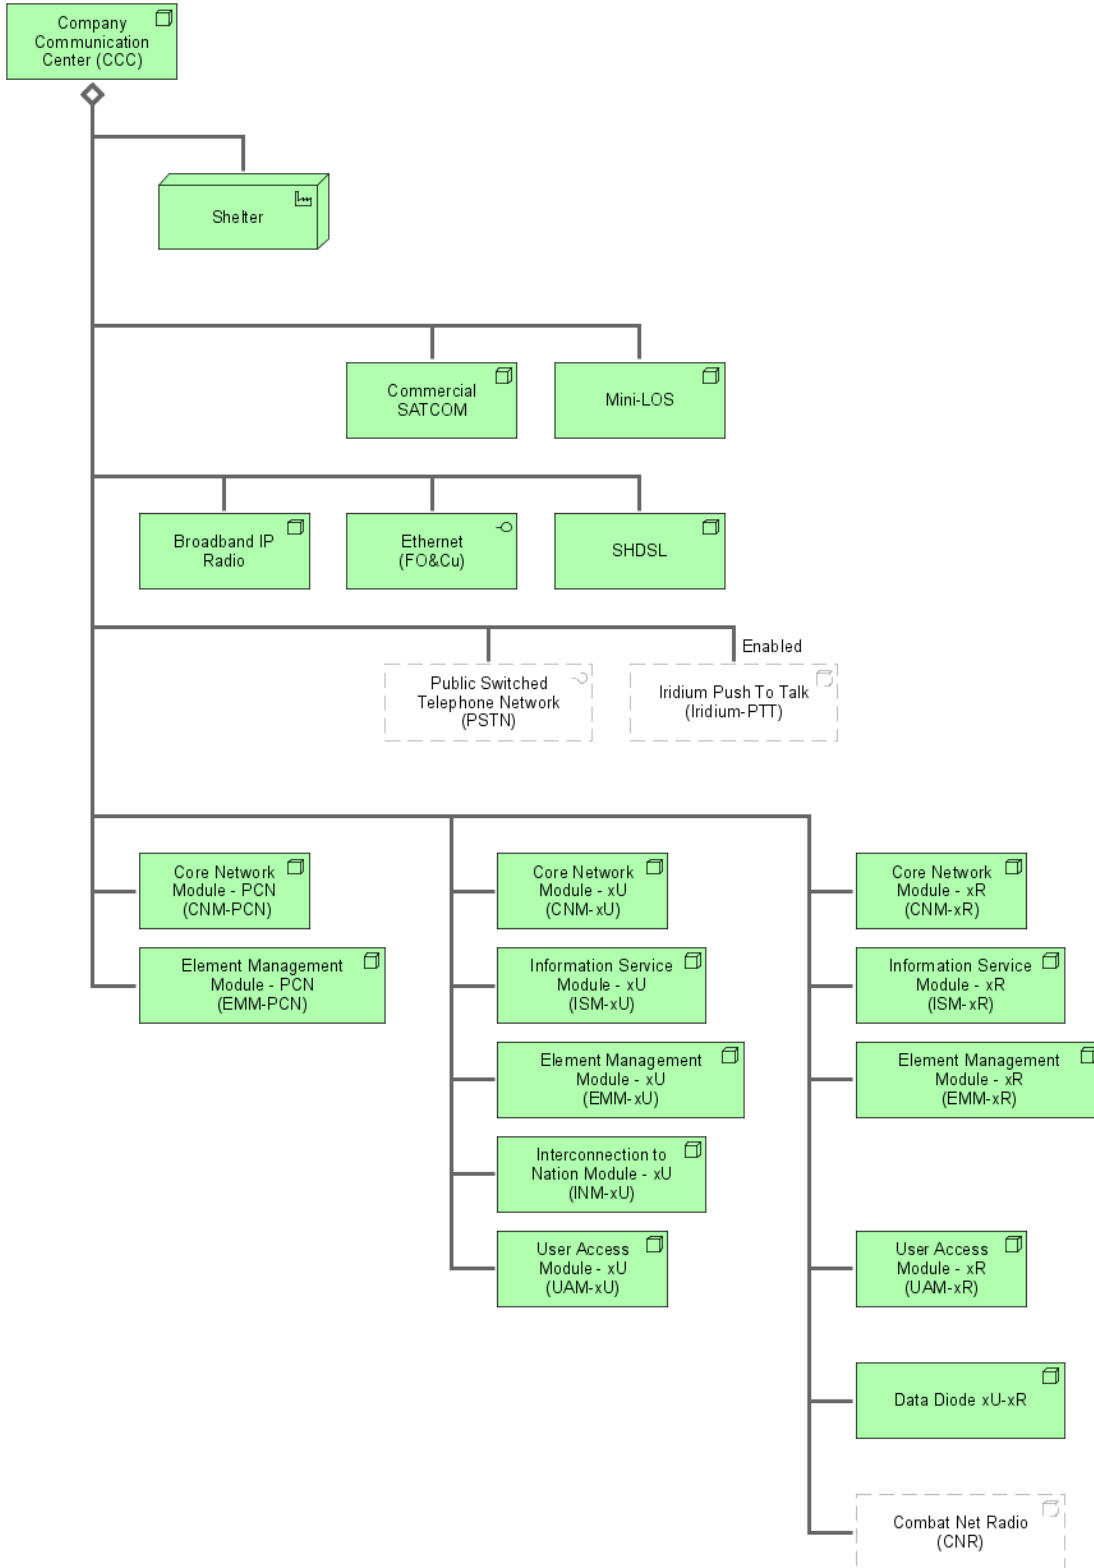 Company
Communication
Center (CCC)
Shelter
Commercial
SATCOM
Mini-LOS
Broadband IP
Radio
Ethernet
(FO&Cu)
SHDSL
Enabled
Public Switched
Telephone Network
(PSTN)
Iridium Push To Talk
(Iridium-PTT)
Core Network
Module - PCN
(CNM-PCN)
Core Network
Module - xU
(CNM-xU)
Core Network
Module - xR
(CNM-xR)
Element Management
Module - PCN
(EMM-PCN)
Information Service
Module - xU
(ISM-xU)
Information Service
Module - xR
(ISM-xR)
Element Management
Module - xU
(EMM-xU)
Element Management
Module - xR
(EMM-xR)
Interconnection to
Nation Module - xU
(INM-xU)
User Access
Module - xU
(UAM-xU)
User Access
Module - xR
(UAM-xR)
Data Diode xU-xR
Combat Net Radio
(CNR)